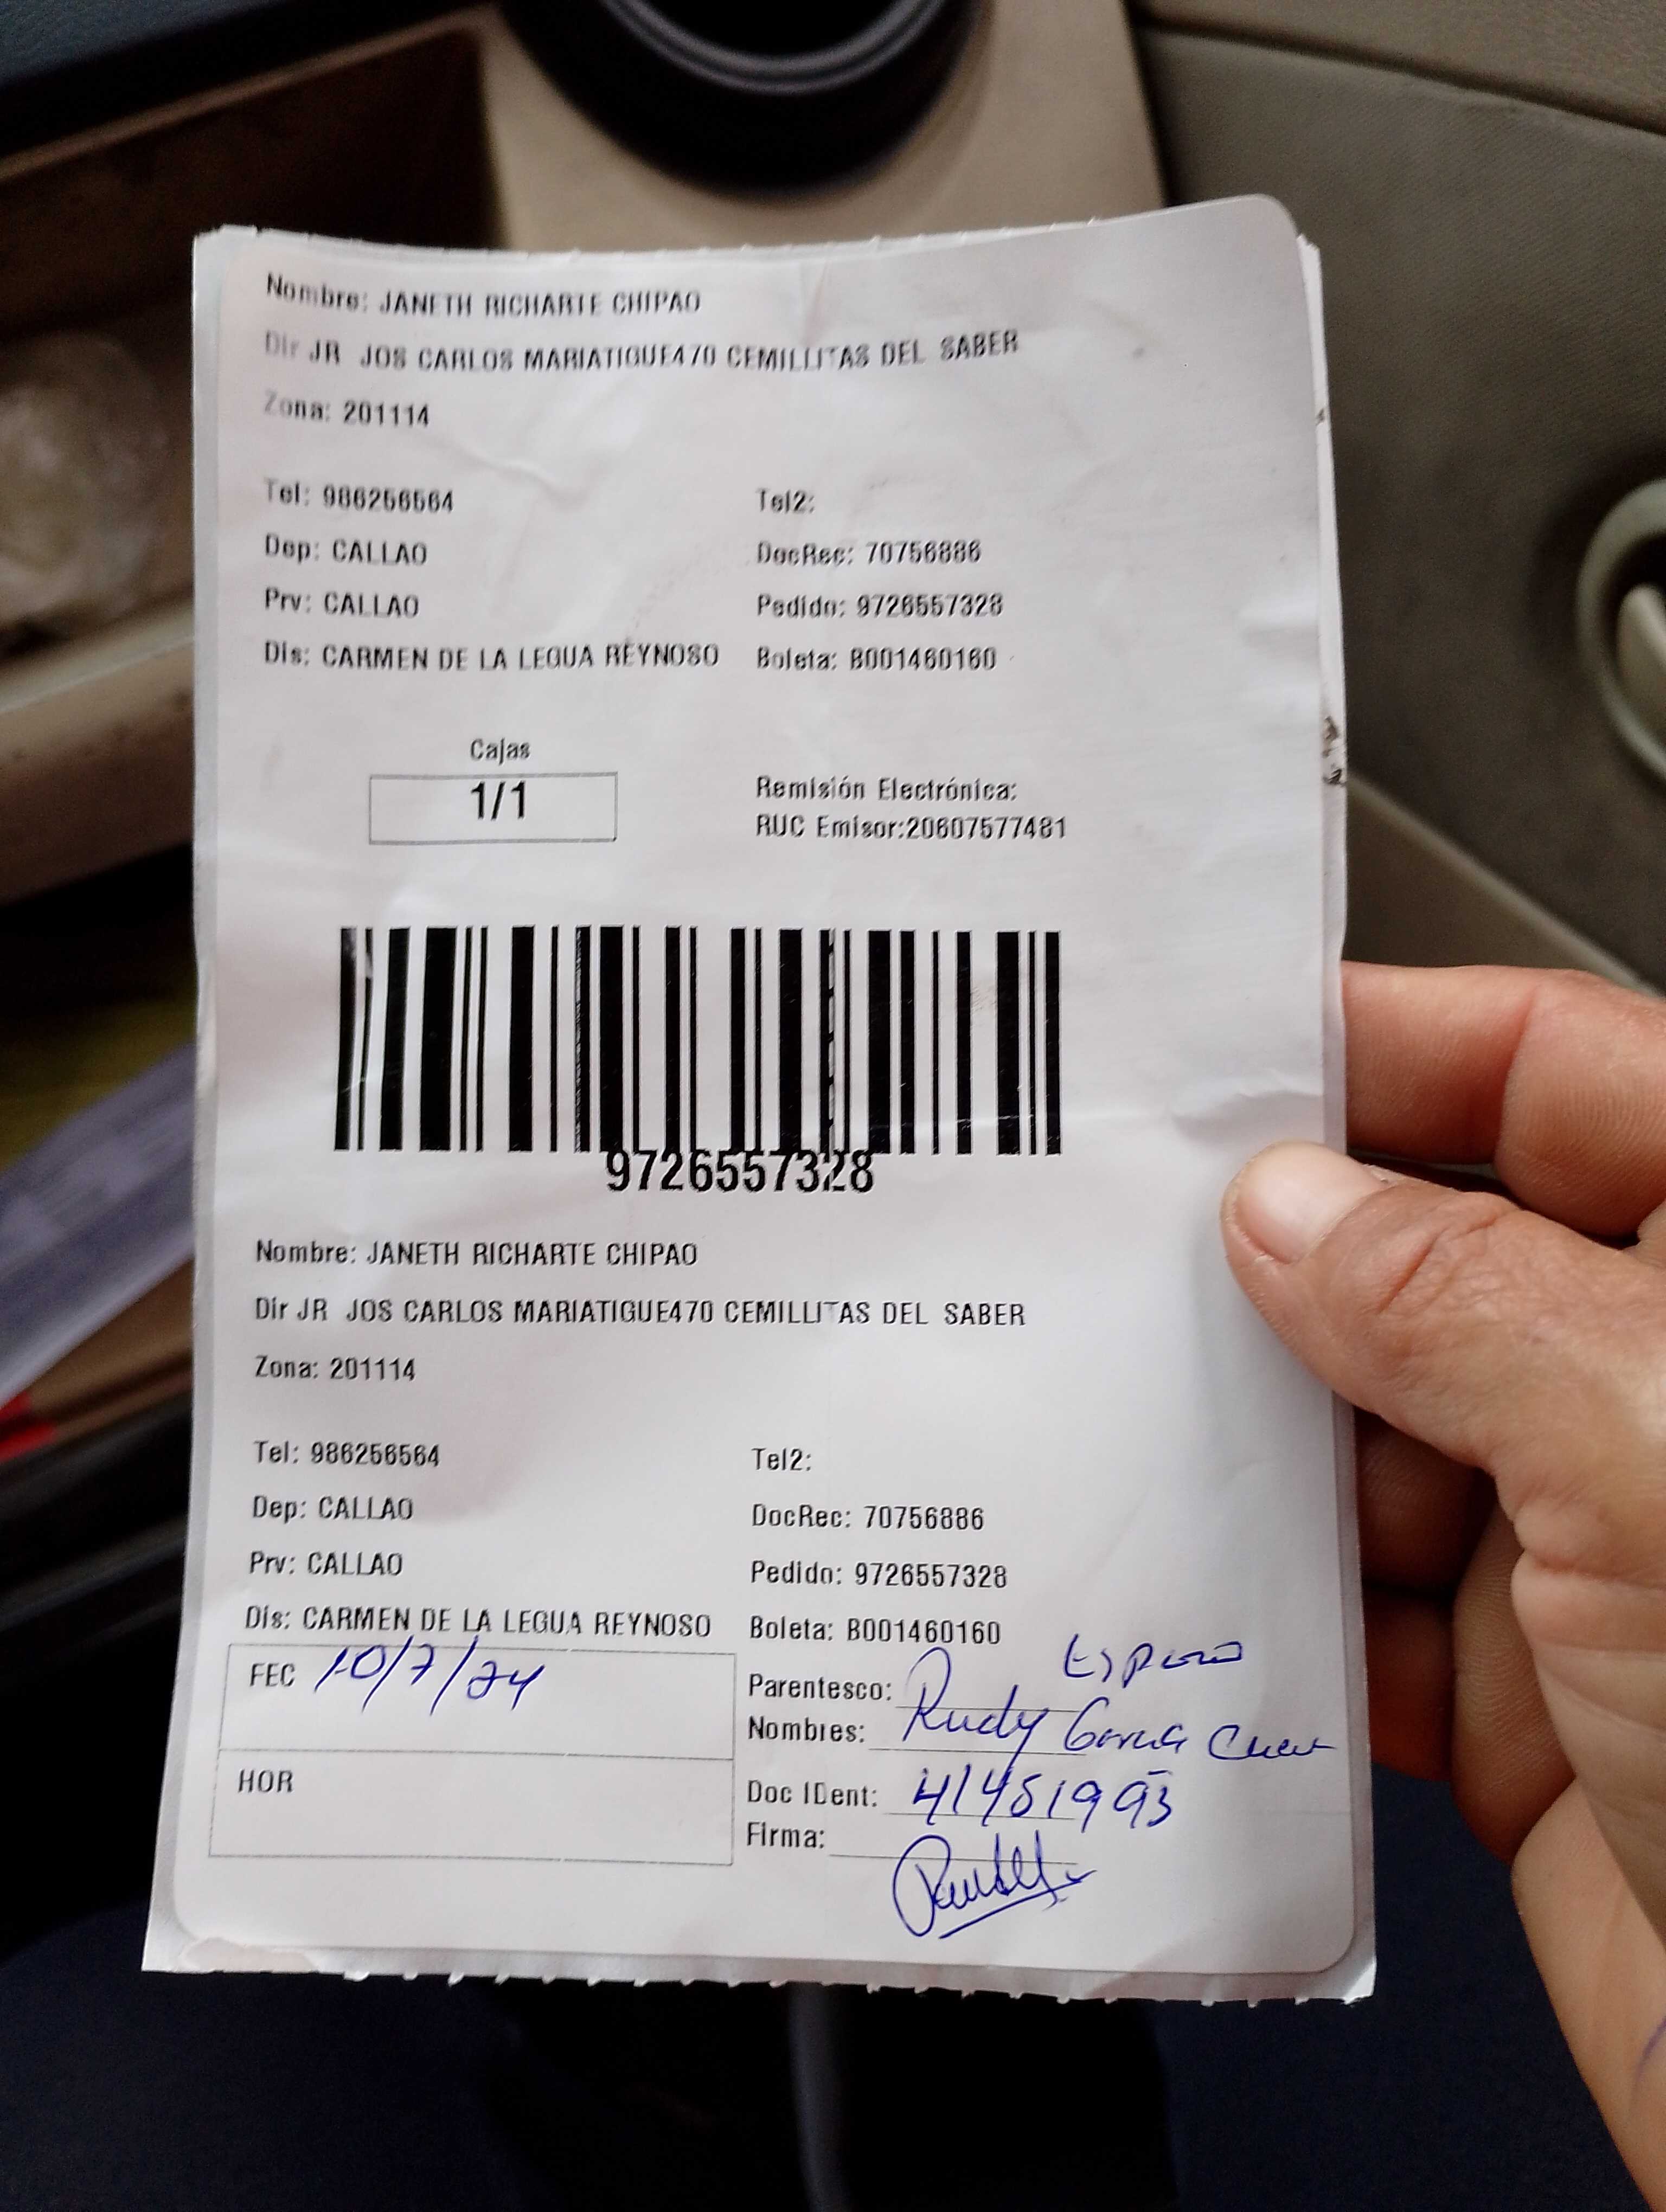 Nombre: JANETH RICHARTE CHIPAO
Dir JR JOS CARLOS MARIATIGUE470 CEMILLITAS DEL SABER
Zona: 201114
Tel: 986256564 Tel2:
Dep: CALLAO DocRec: 70756886
Prv: CALLAO Pedido: 9726557328
Dis: CARMEN DE LA LEGUA REYNOSO Boleta: B001460160
Cajas
1/1
Remisión Electrónica:
RUC Emisor:20607577481
9726557328
Nombre: JANETH RICHARTE CHIPAO
Dir JR JOS CARLOS MARIATIGUE470 CEMILLITAS DEL SABER
Zona: 201114
Tel: 986256564 Tel2:
Dep: CALLAO DocRec: 70756886
Prv: CALLAO Pedido: 9726557328
Dis: CARMEN DE LA LEGUA REYNOSO Boleta: B001460160
FEC 10/7/24 Parentesco: Esposo
Nombres: Rudy Garcia
HOR Doc IDent: 41451993
Firma: